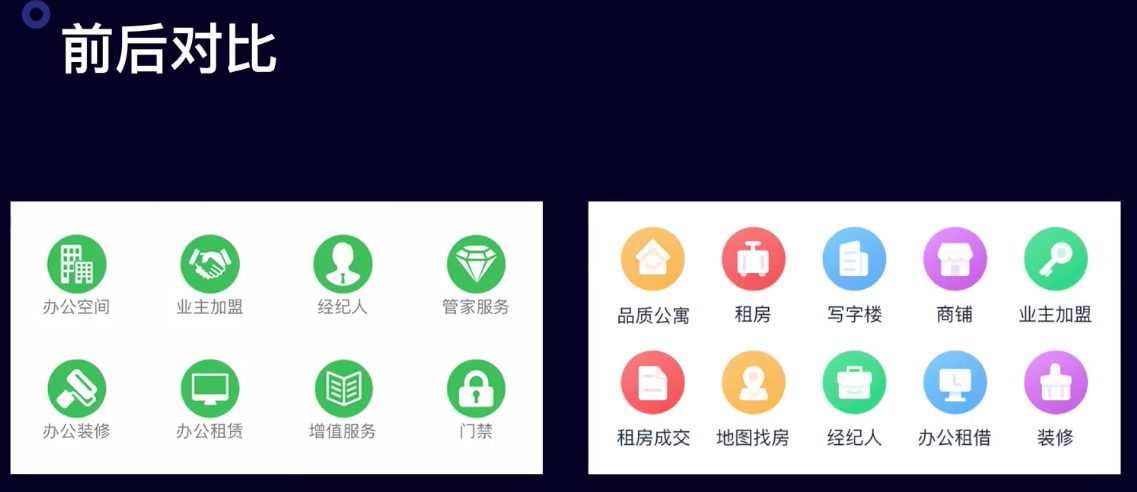 前后对比
办公空间
业主加盟
经纪人
管家服务
办公装修
办公租赁
增值服务
门禁
品质公寓
租房
写字楼
商铺
业主加盟
租房成交
地图找房
经纪人
办公租借
装修